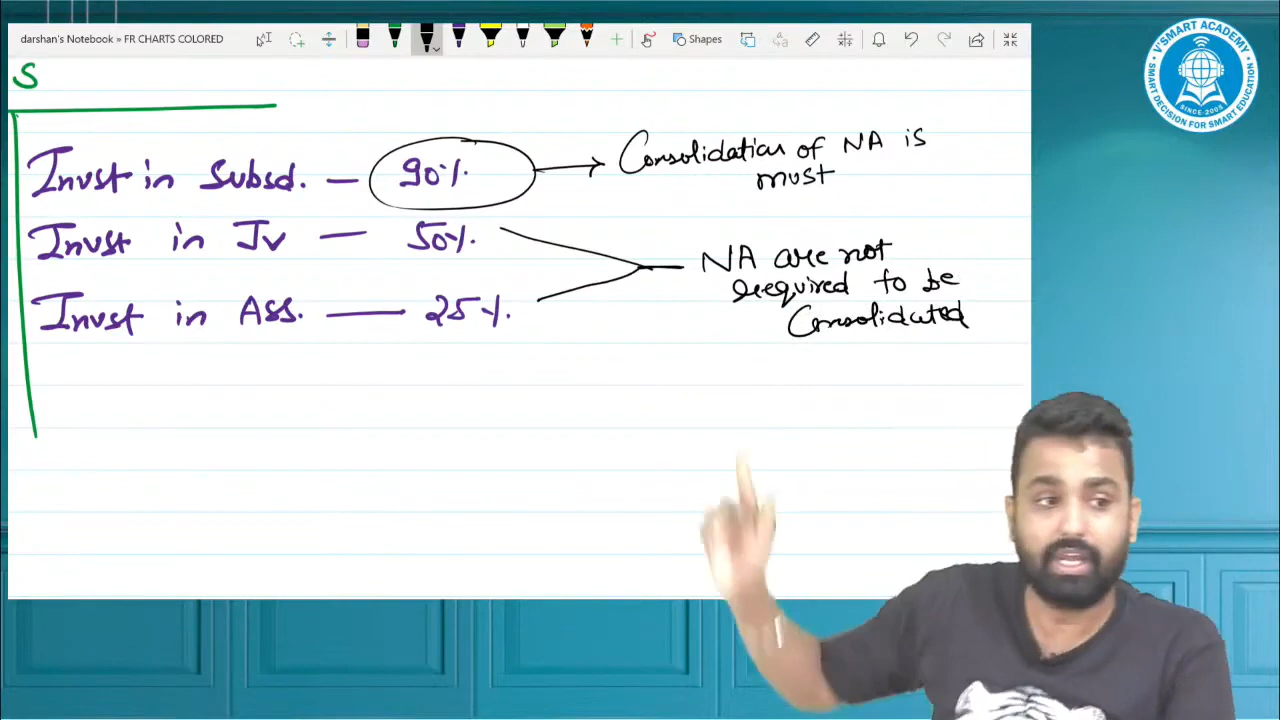 darshan's Notebook » FR CHARTS COLORED
Shapes
V'SMART ACADEMY
SMART DECISION FOR SMART EDUCATION
SINCE-2005
S
Invst in Subsd. — 90%.
Consolidation of NA is
must
Invst in Jv — 50%.
NA are not
required to be
Consolidated
Invst in Ass. — 25%.